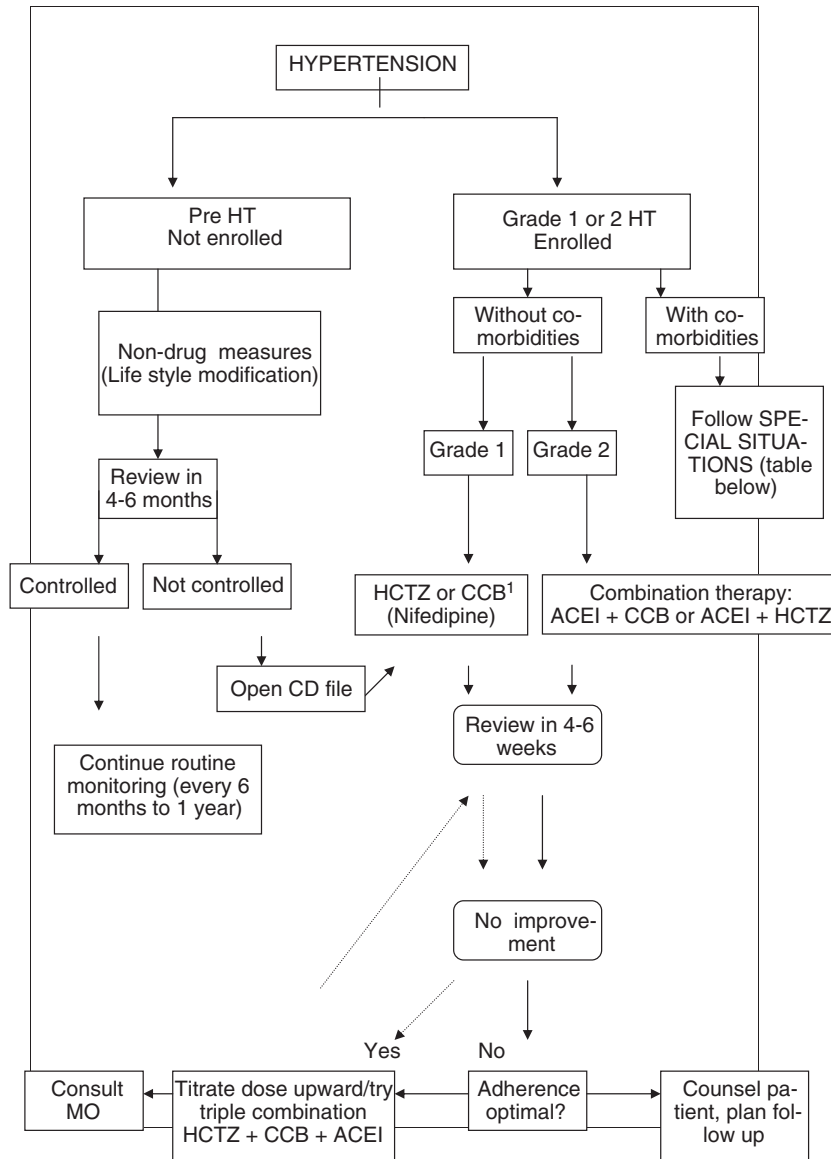 HYPERTENSION
Pre HT
Not enrolled
Grade 1 or 2 HT
Enrolled
Without co-
morbidities
With co-
morbidities
Non-drug measures
(Life style modification)
Follow SPE-
CIAL SITUA-
TIONS (table
below)
Grade 1
Grade 2
Review in
4-6 months
Controlled
Not controlled
HCTZ or CCB¹
(Nifedipine)
Combination therapy:
ACEI + CCB or ACEI + HCTZ
Open CD file
Review in 4-6
weeks
Continue routine
monitoring (every 6
months to 1 year)
No improve-
ment
Yes
No
Consult
MO
Titrate dose upward/try
triple combination
HCTZ + CCB + ACEI
Adherence
optimal?
Counsel pa-
tient, plan fol-
low up